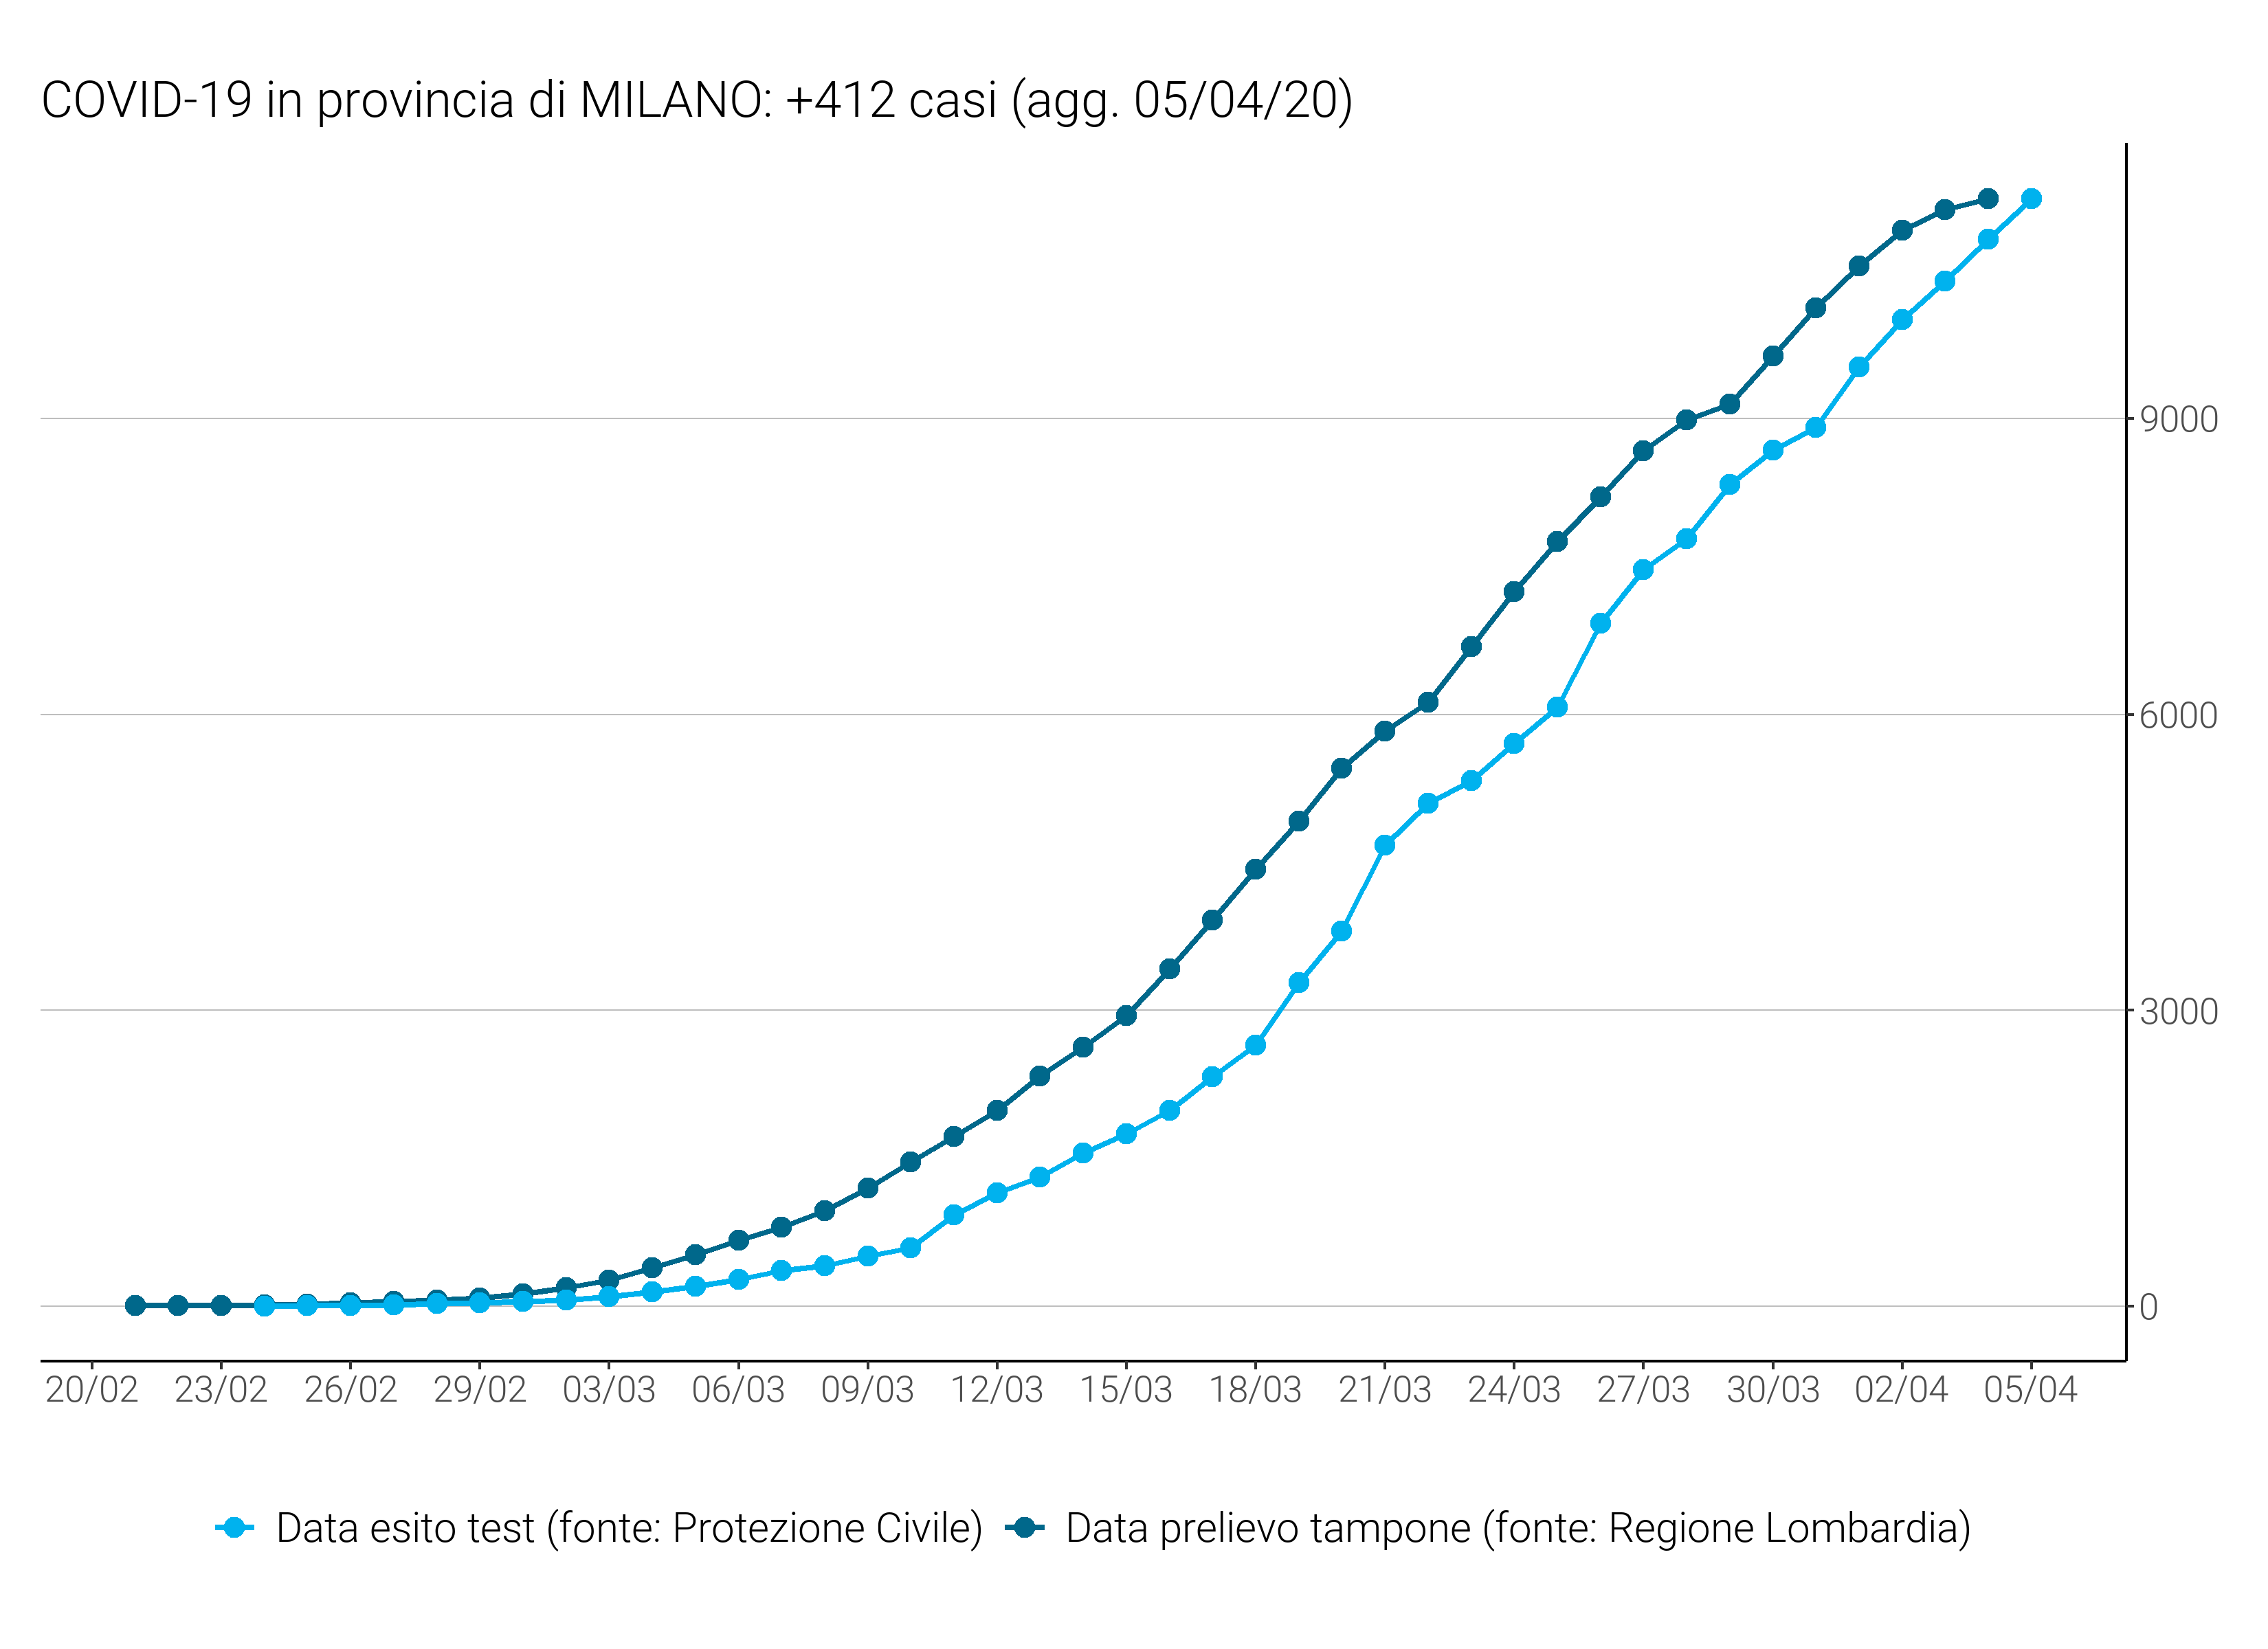 COVID-19 in provincia di MILANO: +412 casi (agg. 05/04/20)
9000
6000
3000
0
20/02 23/02 26/02 29/02 03/03 06/03 09/03 12/03 15/03 18/03 21/03 24/03 27/03 30/03 02/04 05/04
Data esito test (fonte: Protezione Civile) Data prelievo tampone (fonte: Regione Lombardia)